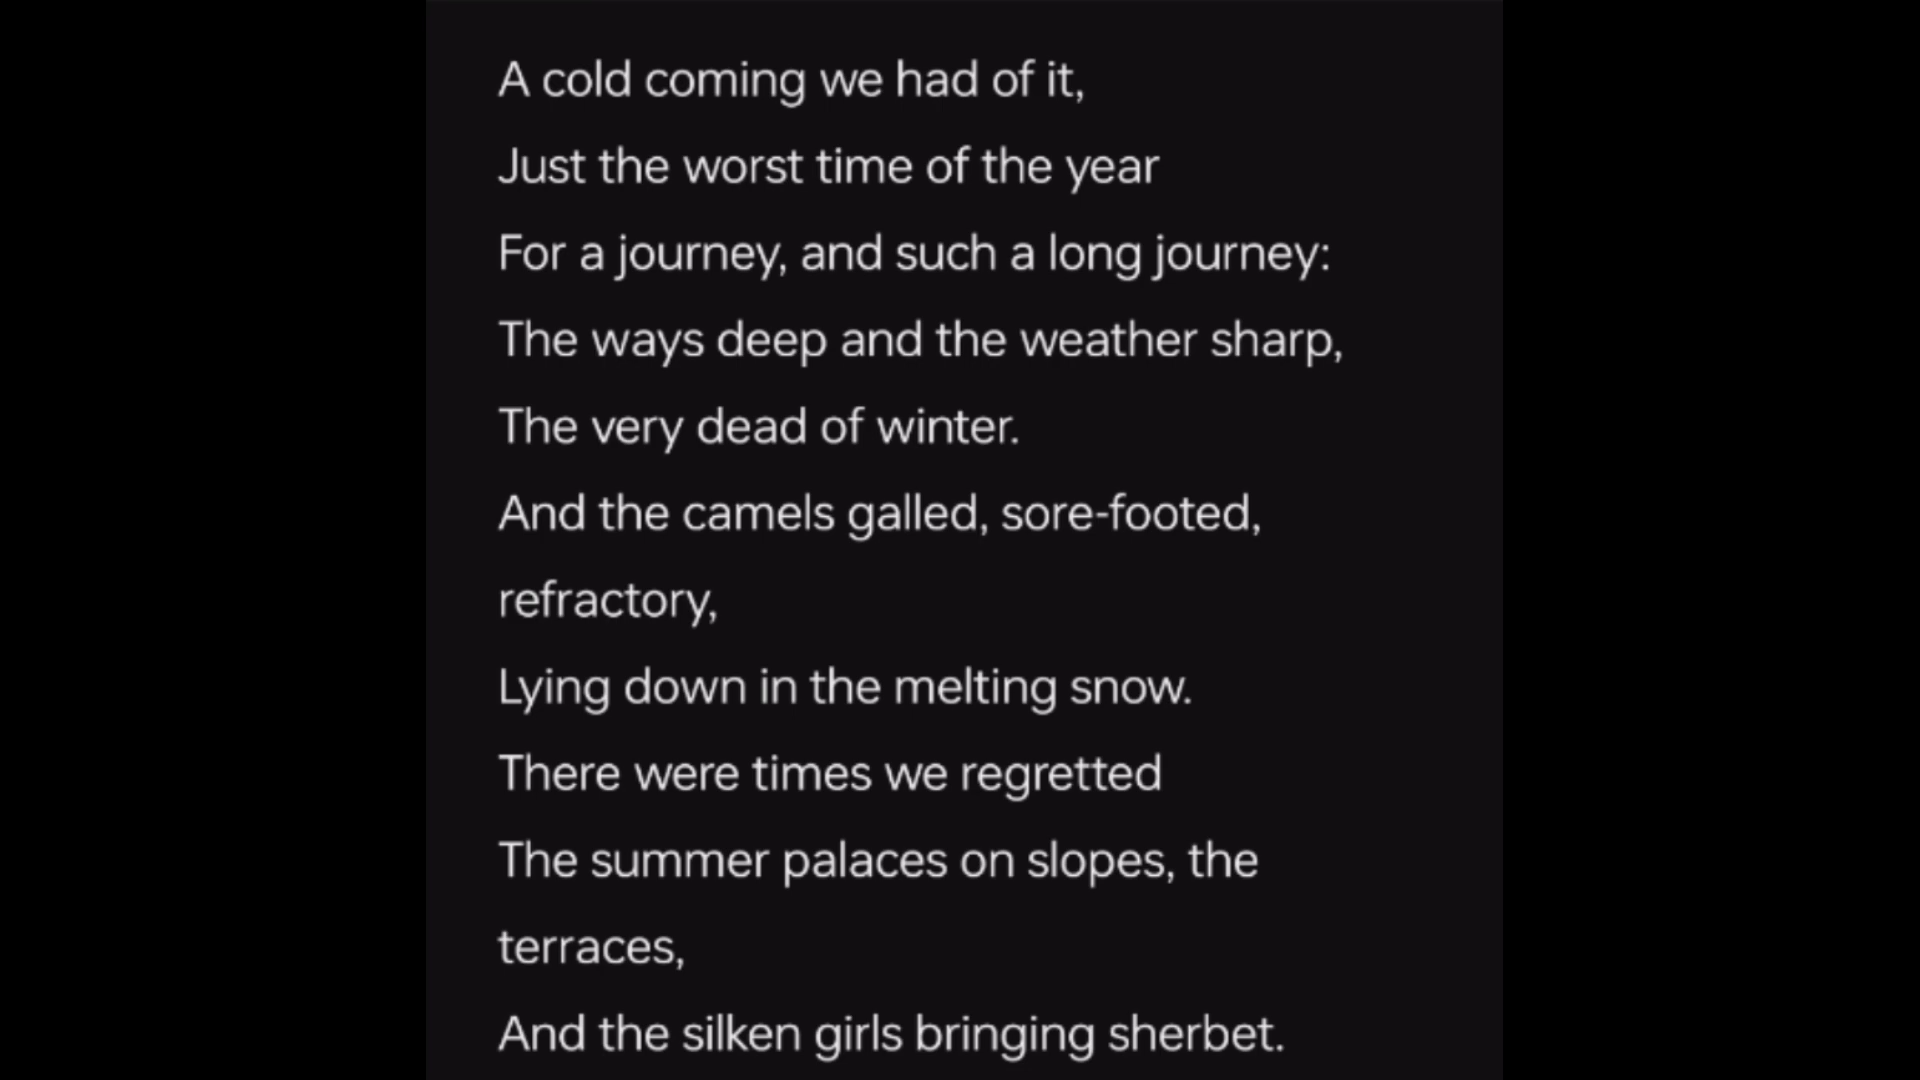 A cold coming we had of it,
Just the worst time of the year
For a journey, and such a long journey:
The ways deep and the weather sharp,
The very dead of winter.
And the camels galled, sore-footed,
refractory,
Lying down in the melting snow.
There were times we regretted
The summer palaces on slopes, the
terraces,
And the silken girls bringing sherbet.